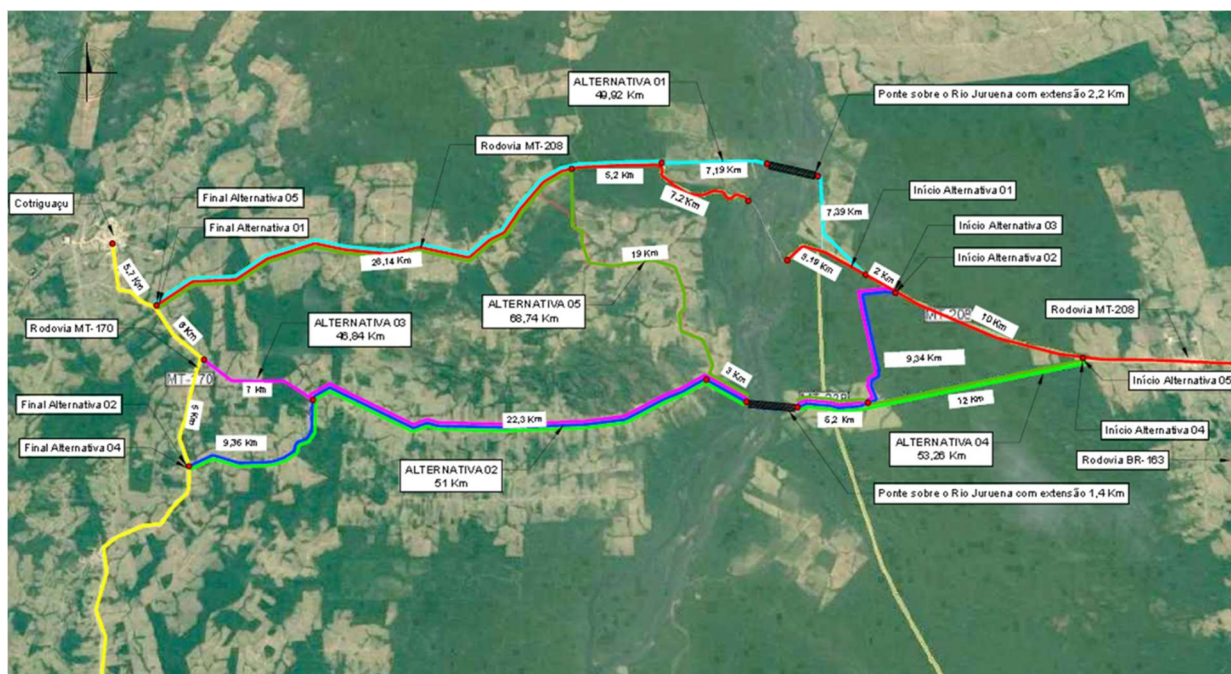 ALTERNATIVA 01
49,92 Km
Ponte sobre o Rio Juruena com extensão 2,2 Km
Rodovia MT-208
5,2 Km
7,19 Km
7,2 Km
Início Alternativa 01
Final Alternativa 05
Cotriguaçu
Final Alternativa 01
7,39 Km
Início Alternativa 03
26,14 Km
19 Km
8,19 Km
2 Km
Início Alternativa 02
5,7 Km
ALTERNATIVA 05
68,74 Km
Rodovia MT-208
MT-208
10 Km
Rodovia MT-170
ALTERNATIVA 03
46,84 Km
9,34 Km
MT-170
7 km
3 Km
Início Alternativa 05
Final Alternativa 02
22,3 Km
5,2 Km
12 Km
Início Alternativa 04
Final Alternativa 04
9,36 Km
ALTERNATIVA 02
51 Km
ALTERNATIVA 04
53,26 Km
Rodovia BR-163
Ponte sobre o Rio Juruena com extensão 1,4 Km